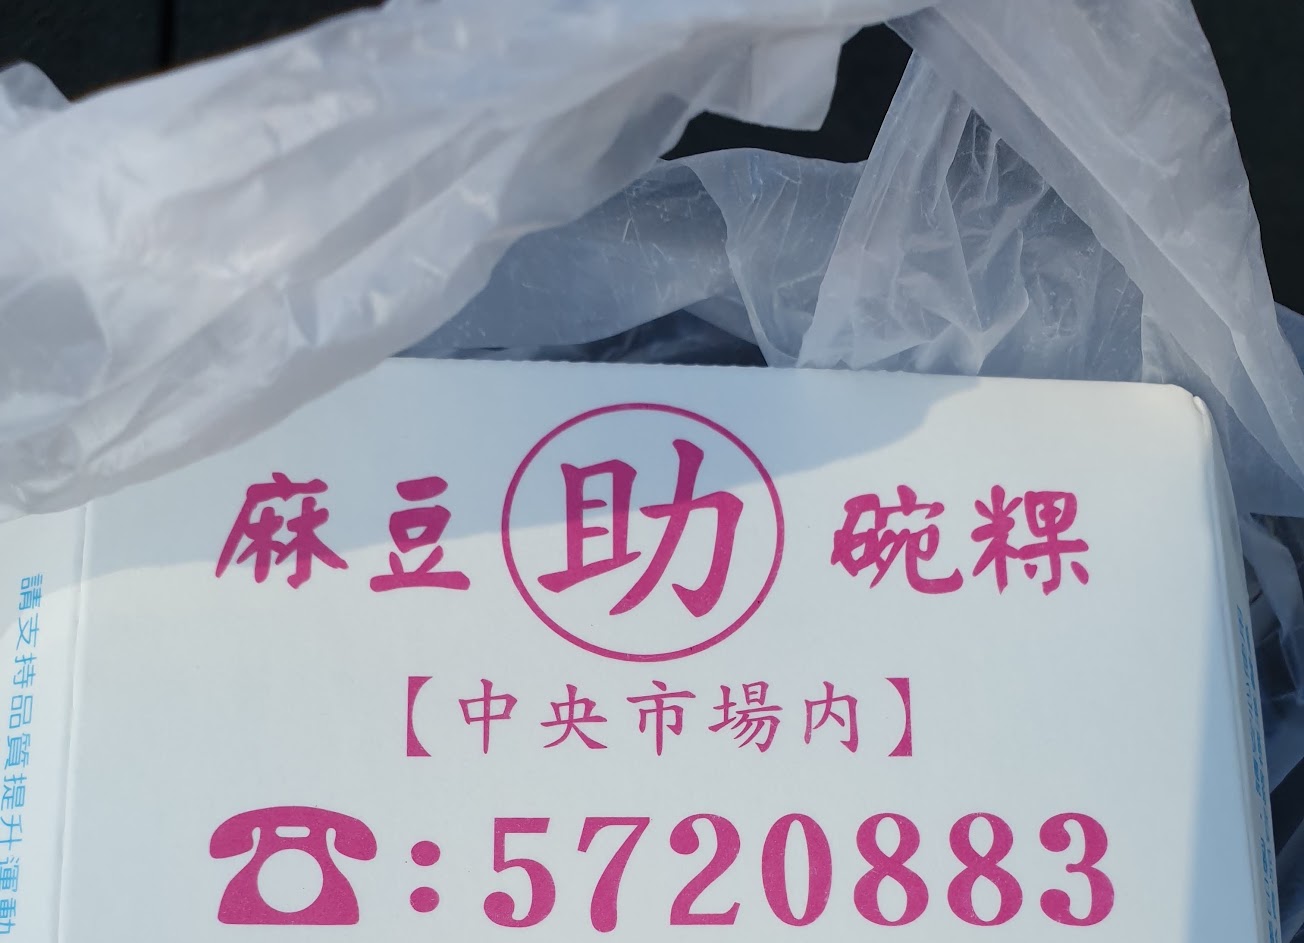 麻豆 助 碗粿
【中央市場內】
☎:5720883
請支持品質提升運動